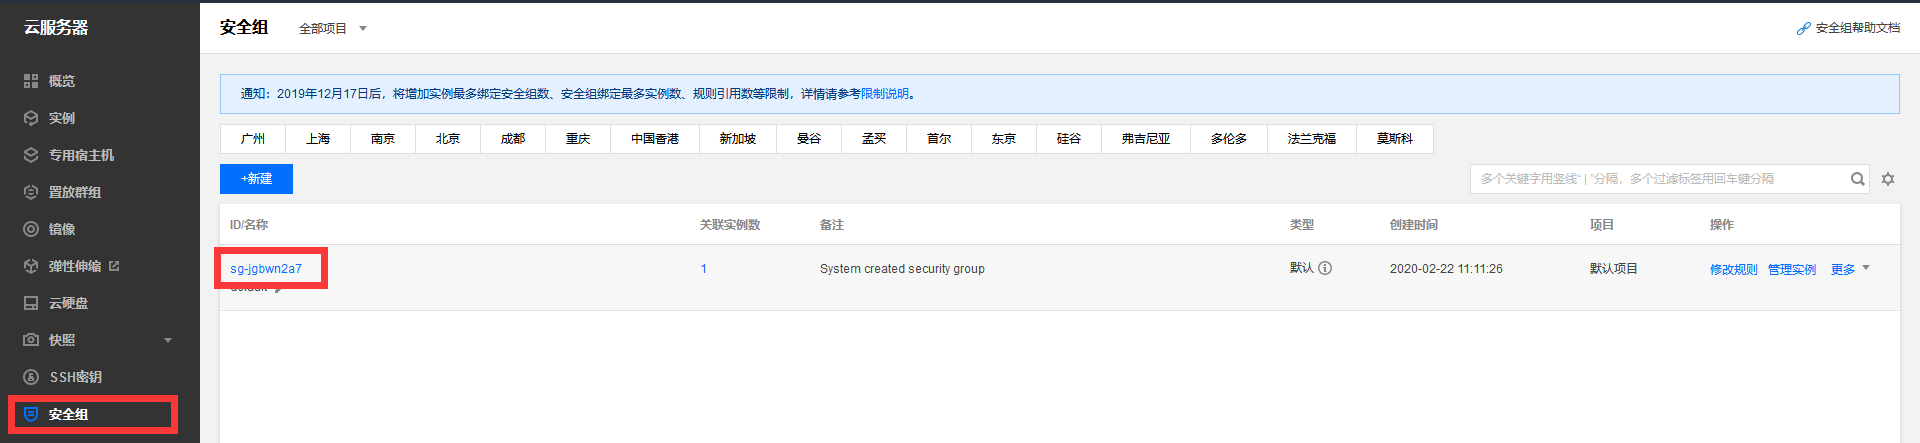 云服务器
概览
实例
专用宿主机
置放群组
镜像
弹性伸缩
云硬盘
快照
SSH密钥
安全组
安全组 全部项目 安全组帮助文档
通知：2019年12月17日后，将增加实例最多绑定安全组数、安全组绑定最多实例数、规则引用数等限制，详情请参考限制说明。
广州 上海 南京 北京 成都 重庆 中国香港 新加坡 曼谷 孟买 首尔 东京 硅谷 弗吉尼亚 多伦多 法兰克福 莫斯科
+新建 多个关键字用竖线“|”分隔，多个过滤标签用回车键分隔
ID/名称 关联实例数 备注 类型 创建时间 项目 操作
sg-jgbwn2a7 1 System created security group 默认 2020-02-22 11:11:26 默认项目 修改规则 管理实例 更多
default